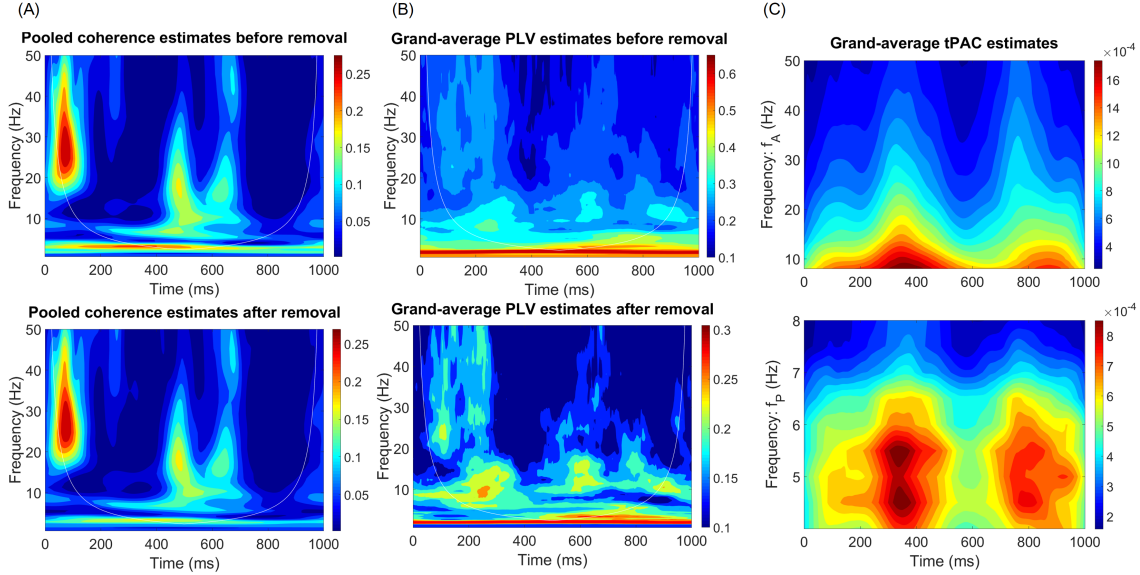 (A)
Pooled coherence estimates before removal
Frequency (Hz)
50
40
30
20
10
0 200 400 600 800 1000
Time (ms)
0.25
0.2
0.15
0.1
0.05
Pooled coherence estimates after removal
Frequency (Hz)
50
40
30
20
10
0 200 400 600 800 1000
Time (ms)
0.25
0.2
0.15
0.1
0.05
(B)
Grand-average PLV estimates before removal
Frequency (Hz)
50
40
30
20
10
0 200 400 600 800 1000
Time (ms)
0.6
0.5
0.4
0.3
0.2
0.1
Grand-average PLV estimates after removal
Frequency (Hz)
50
40
30
20
10
0 200 400 600 800 1000
Time (ms)
0.3
0.25
0.2
0.15
0.1
(C)
Grand-average tPAC estimates
Frequency: f_A (Hz)
50
40
30
20
10
0 200 400 600 800 1000
×10⁻⁴
16
14
12
10
8
6
4
Frequency: f_P (Hz)
8
7
6
5
0 200 400 600 800 1000
Time (ms)
×10⁻⁴
8
7
6
5
4
3
2